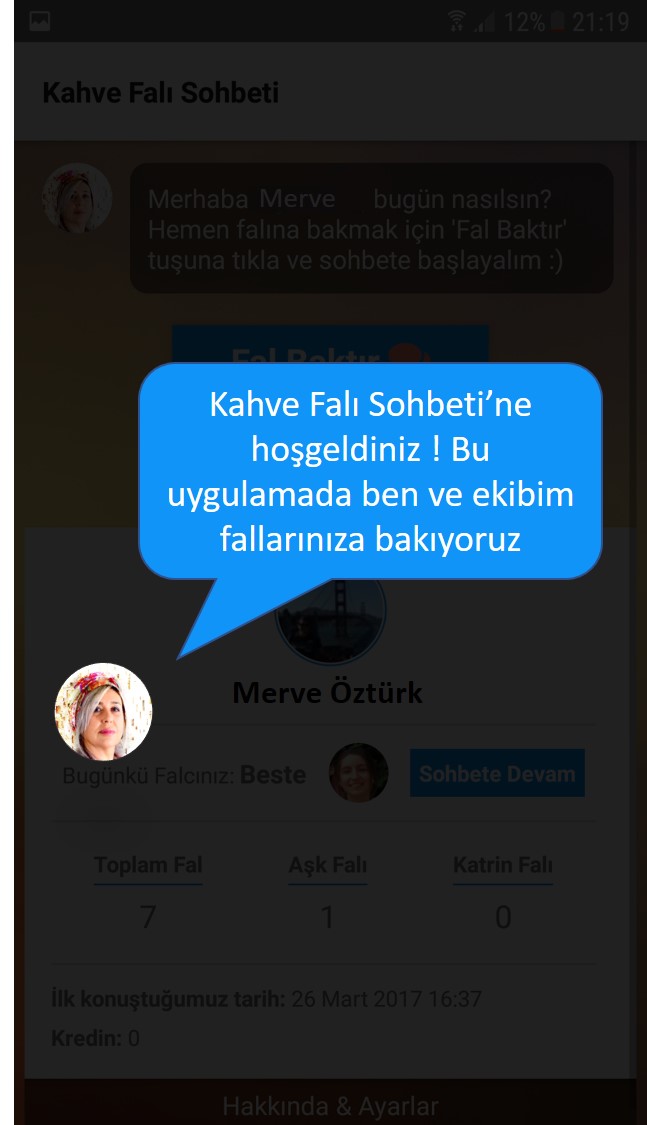 12% 21:19
Kahve Falı Sohbeti
Merhaba Merve bugün nasılsın?
Hemen falına bakmak için 'Fal Baktır'
tuşuna tıkla ve sohbete başlayalım :)
Fal Baktır
Kahve Falı Sohbeti’ne
hoşgeldiniz ! Bu
uygulamada ben ve ekibim
fallarınıza bakıyoruz
Merve Öztürk
Bugünkü Falcınız: Beste Sohbete Devam
Toplam Fal Aşk Falı Katrin Falı
7 1 0
İlk konuştuğumuz tarih: 26 Mart 2017 16:37
Kredin: 0
Hakkında & Ayarlar